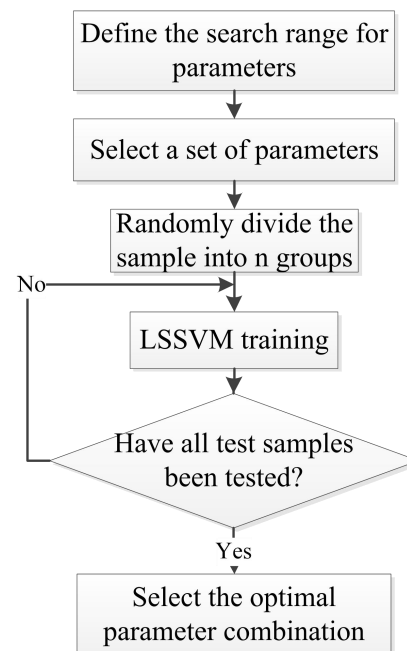 Define the search range for
parameters
Select a set of parameters
Randomly divide the
sample into n groups
No
LSSVM training
Have all test samples
been tested?
Yes
Select the optimal
parameter combination